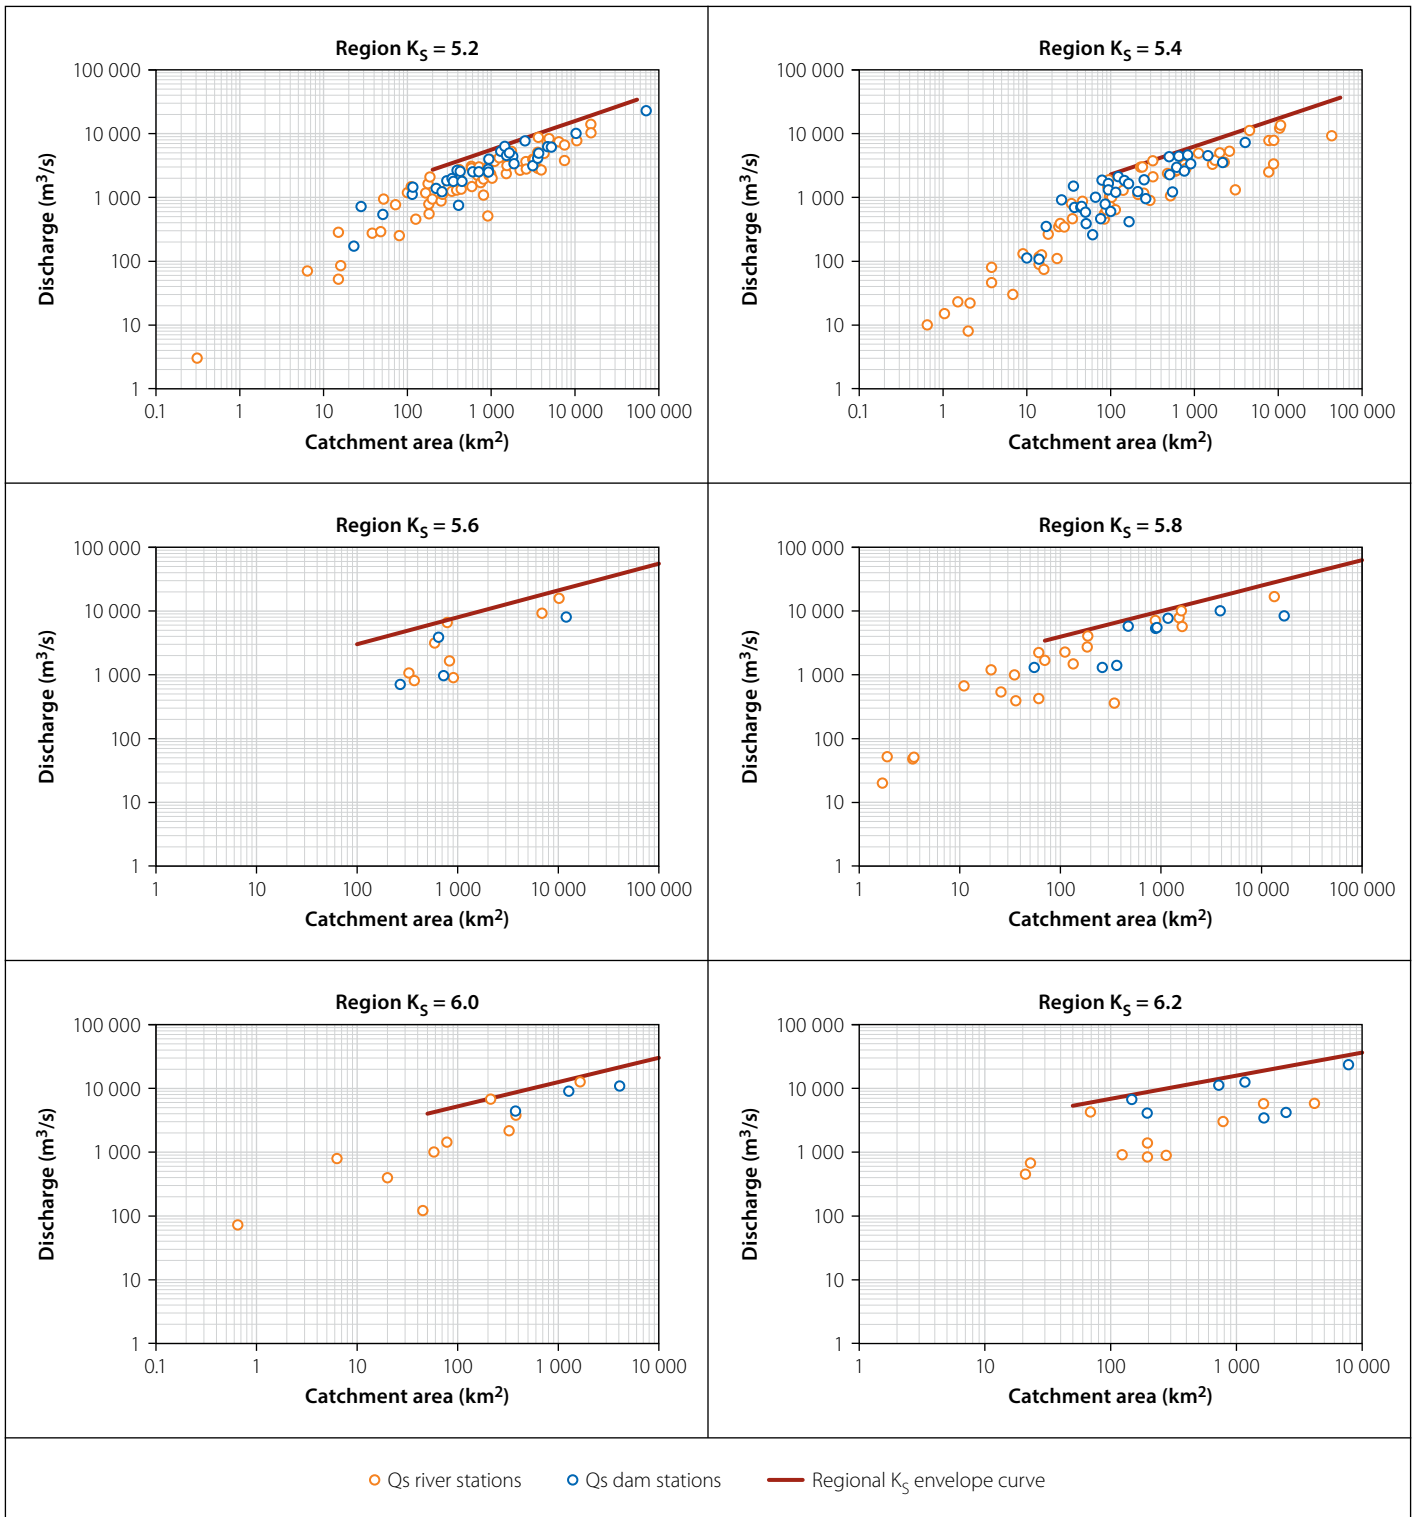 Region K_S = 5.2
100 000
10 000
1 000
100
10
1
Discharge (m³/s)
0.1 1 10 100 1 000 10 000 100 000
Catchment area (km²)
Region K_S = 5.4
100 000
10 000
1 000
100
10
1
Discharge (m³/s)
0.1 1 10 100 1 000 10 000 100 000
Catchment area (km²)
Region K_S = 5.6
100 000
10 000
1 000
100
10
1
Discharge (m³/s)
1 10 100 1 000 10 000 100 000
Catchment area (km²)
Region K_S = 5.8
100 000
10 000
1 000
100
10
1
Discharge (m³/s)
1 10 100 1 000 10 000 100 000
Catchment area (km²)
Region K_S = 6.0
100 000
10 000
1 000
100
10
1
Discharge (m³/s)
0.1 1 10 100 1 000 10 000
Catchment area (km²)
Region K_S = 6.2
100 000
10 000
1 000
100
10
1
Discharge (m³/s)
1 10 100 1 000 10 000
Catchment area (km²)
Qs river stations Qs dam stations Regional K_S envelope curve